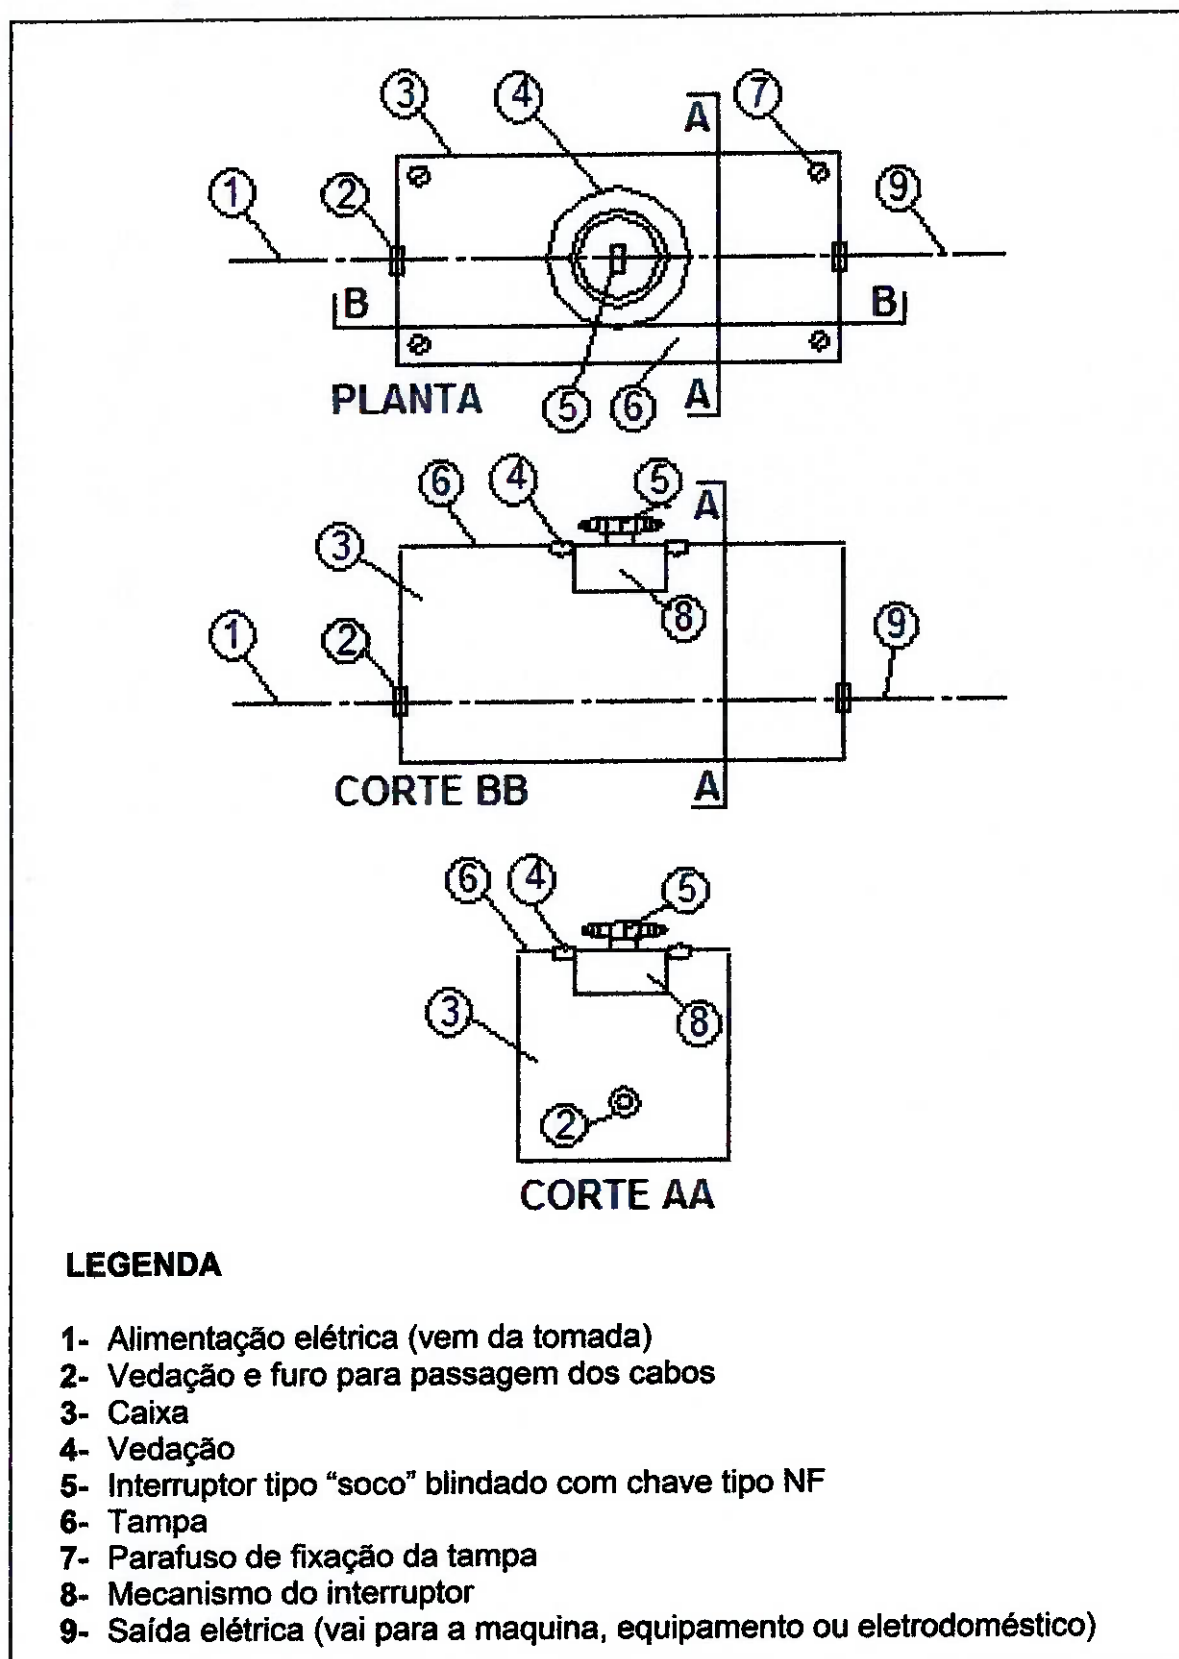 3 4 A 7
1 2 9
B B
PLANTA 5 6 A
6 4 5 A
3
8
1 2 9
CORTE BB A
6 4 5
3 8
2
CORTE AA
LEGENDA
1- Alimentação elétrica (vem da tomada)
2- Vedação e furo para passagem dos cabos
3- Caixa
4- Vedação
5- Interruptor tipo “soco” blindado com chave tipo NF
6- Tampa
7- Parafuso de fixação da tampa
8- Mecanismo do interruptor
9- Saída elétrica (vai para a maquina, equipamento ou eletrodoméstico)